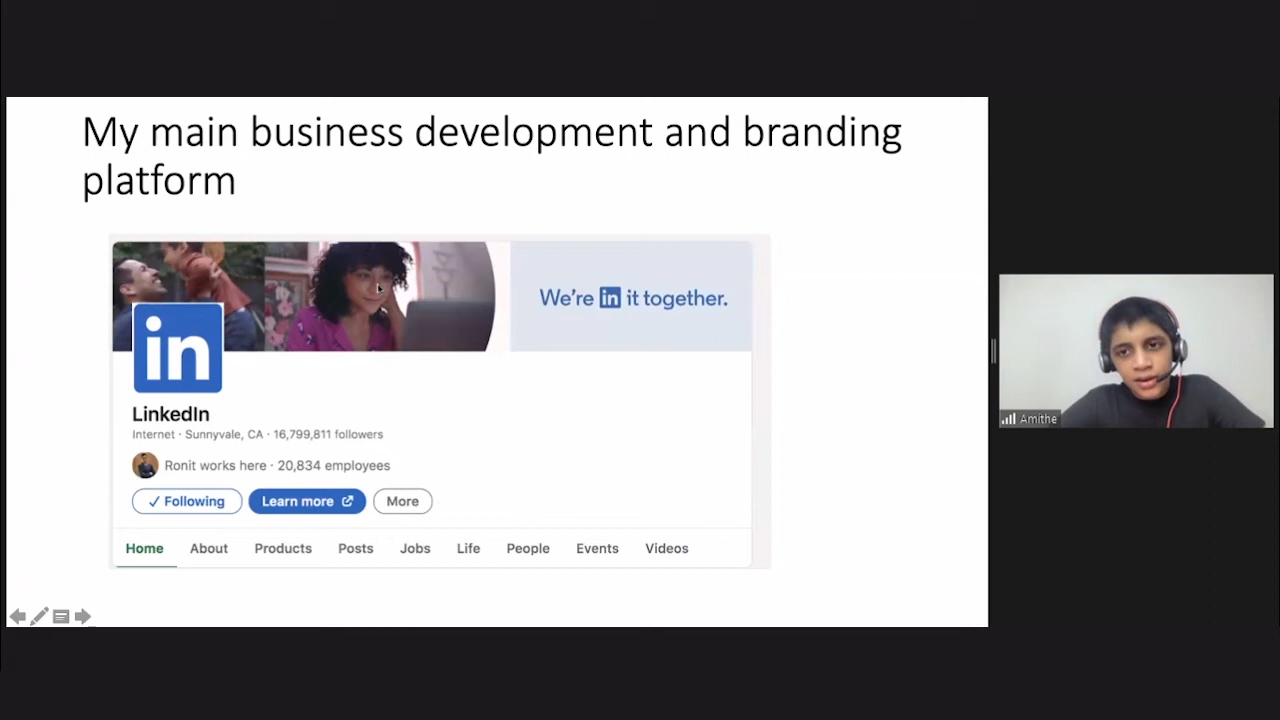 My main business development and branding
platform
We're in it together.
in
LinkedIn
Internet · Sunnyvale, CA · 16,799,811 followers
Ronit works here · 20,834 employees
✓ Following Learn more More
Home About Products Posts Jobs Life People Events Videos
Amithe